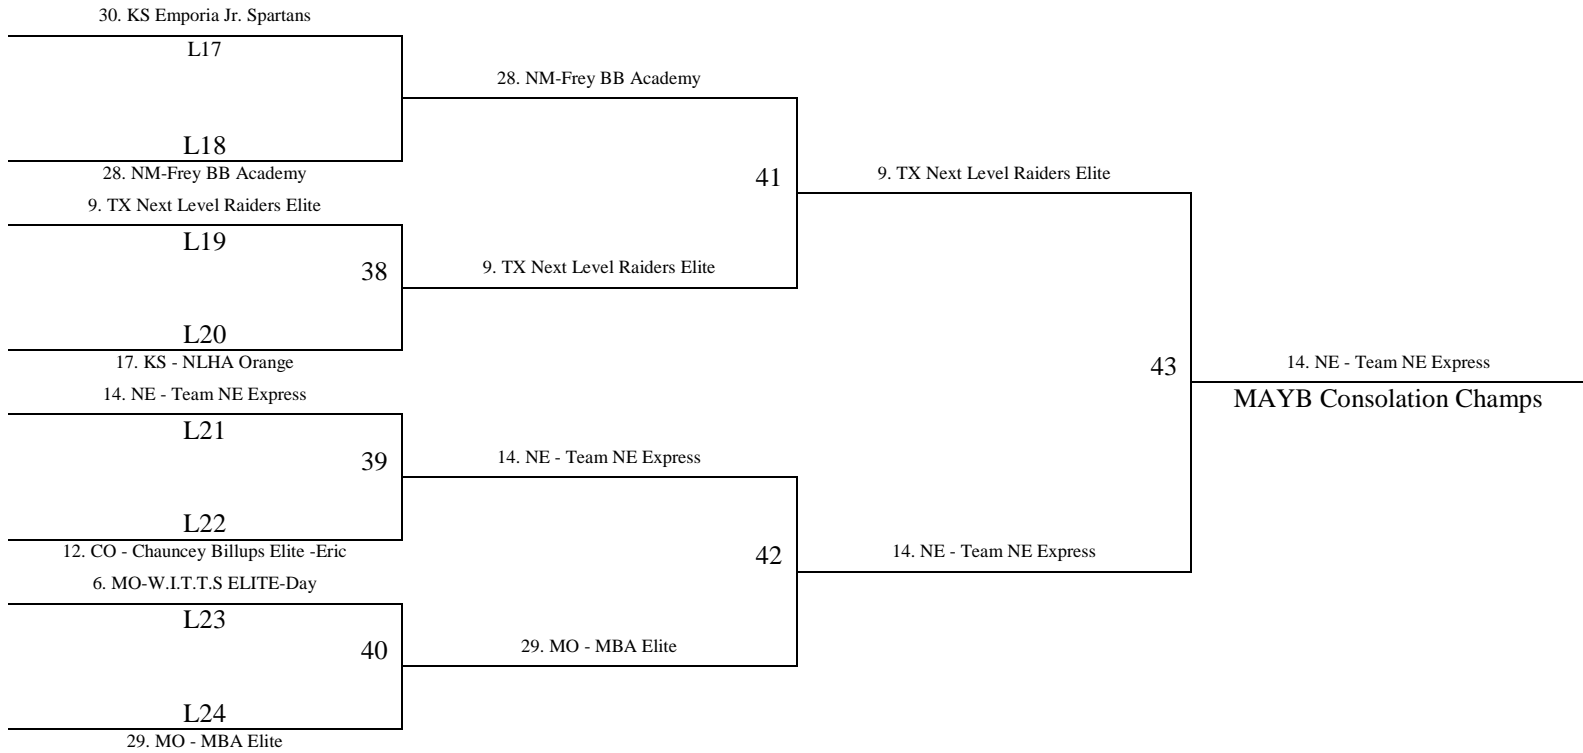 30. KS Emporia Jr. Spartans
L17
28. NM-Frey BB Academy
L18
28. NM-Frey BB Academy
41
9. TX Next Level Raiders Elite
9. TX Next Level Raiders Elite
L19
38
9. TX Next Level Raiders Elite
L20
17. KS - NLHA Orange
43
14. NE - Team NE Express
MAYB Consolation Champs
14. NE - Team NE Express
L21
39
14. NE - Team NE Express
L22
12. CO - Chauncey Billups Elite -Eric
42
14. NE - Team NE Express
6. MO-W.I.T.T.S ELITE-Day
L23
40
29. MO - MBA Elite
L24
29. MO - MBA Elite